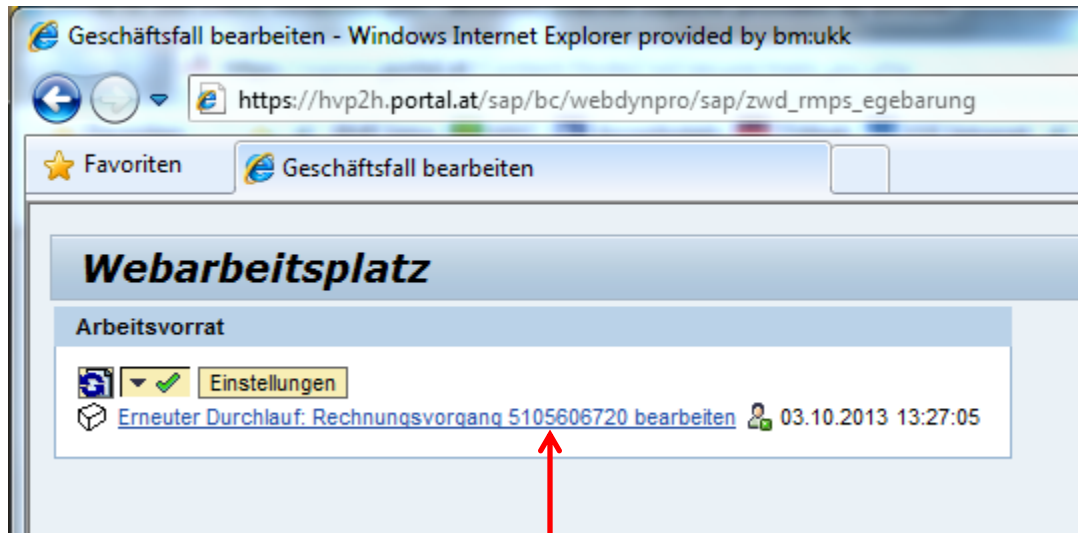 Geschäftsfall bearbeiten - Windows Internet Explorer provided by bm:ukk
https://hvp2h.portal.at/sap/bc/webdynpro/sap/zwd_rmps_egebarung
Favoriten Geschäftsfall bearbeiten
Webarbeitsplatz
Arbeitsvorrat
Einstellungen
Erneuter Durchlauf: Rechnungsvorgang 5105606720 bearbeiten 03.10.2013 13:27:05